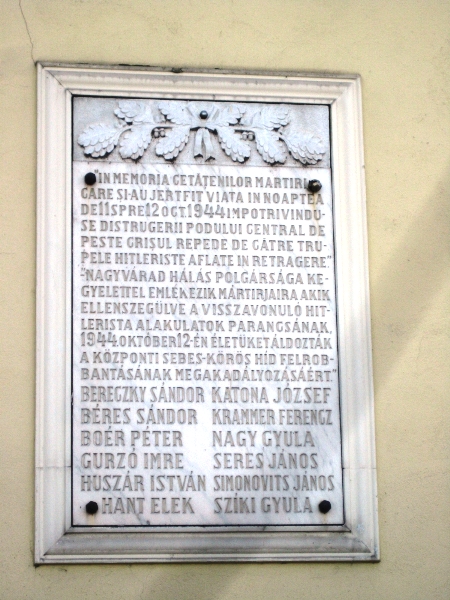 "IN MEMORIA CETĂTENILOR MARTIRI
CARE SI-AU JERTFIT VIATA IN NOAPTEA
DE 11 SPRE 12 OCT. 1944 IMPOTRIVINDU-
SE DISTRUGERII PODULUI CENTRAL DE
PESTE CRIŞUL REPEDE DE CĂTRE TRU-
PELE HITLERISTE AFLATE IN RETRAGERE."
"NAGYVÁRAD HÁLÁS POLGÁRSÁGA KE-
GYELETTEL EMLÉKEZIK MÁRTIRJAIRA AKIK
ELLENSZEGÜLVE A VISSZAVONULÓ HIT-
LERISTA ALAKULATOK PARANCSÁNAK,
1944. OKTÓBER 12-ÉN ÉLETÜKET ÁLDOZTÁK
A KÖZPONTI SEBES-KÖRÖS HÍD FELROB-
BANTÁSÁNAK MEGAKADÁLYOZÁSÁÉRT."
BERECZKY SÁNDOR KATONA JÓZSEF
BÉRES SÁNDOR KRAMMER FERENCZ
BOÉR PÉTER NAGY GYULA
GURZÓ IMRE SERES JÁNOS
HUSZÁR ISTVÁN SIMONOVITS JÁNOS
HANT ELEK SZÍKI GYULA